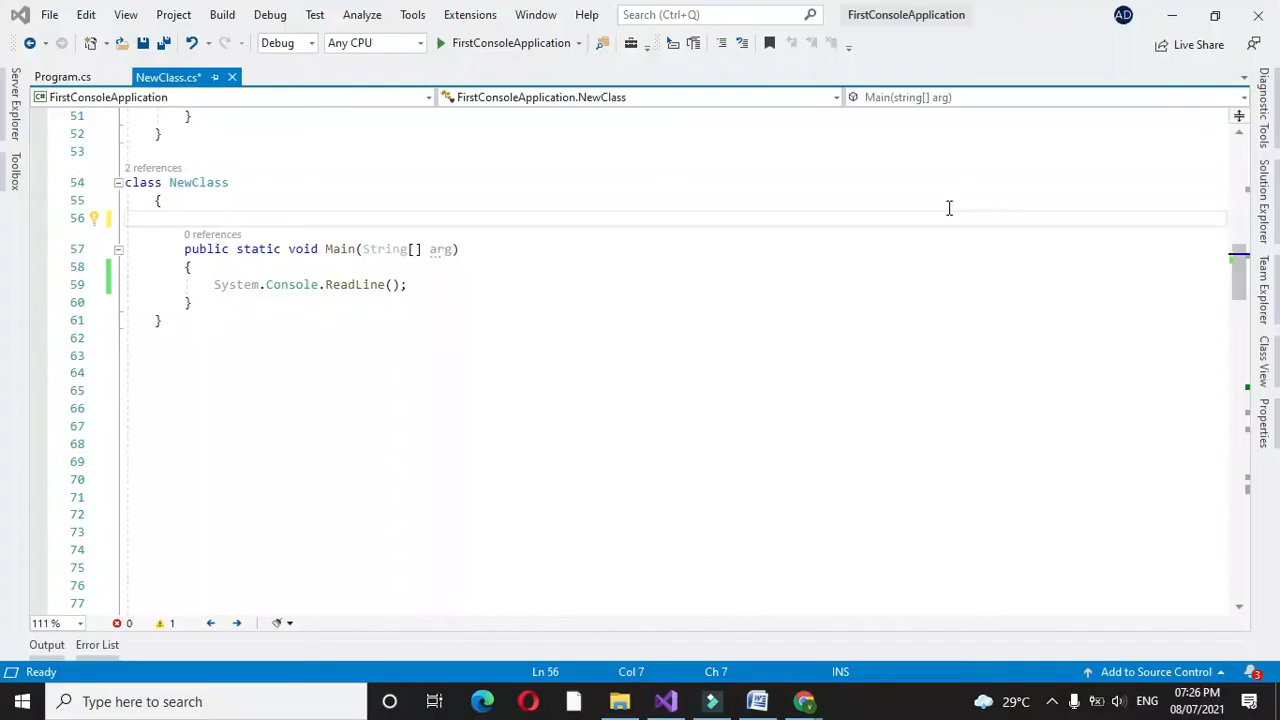 File Edit View Project Build Debug Test Analyze Tools Extensions Window Help Search (Ctrl+Q) FirstConsoleApplication AD
Debug Any CPU FirstConsoleApplication Live Share
Program.cs NewClass.cs*
FirstConsoleApplication FirstConsoleApplication.NewClass Main(string[] arg)
Server Explorer
Toolbox
51 }
52 }
53
2 references
54 class NewClass
55 {
56
0 references
57 public static void Main(String[] arg)
58 {
59 System.Console.ReadLine();
60 }
61 }
62
63
64
65
66
67
68
69
70
71
72
73
74
75
76
77
Diagnostic Tools
Solution Explorer
Team Explorer
Class View
Properties
111 % 0 1
Output Error List
Ready Ln 56 Col 7 Ch 7 INS Add to Source Control 3
Type here to search 29°C ENG 07:26 PM
08/07/2021